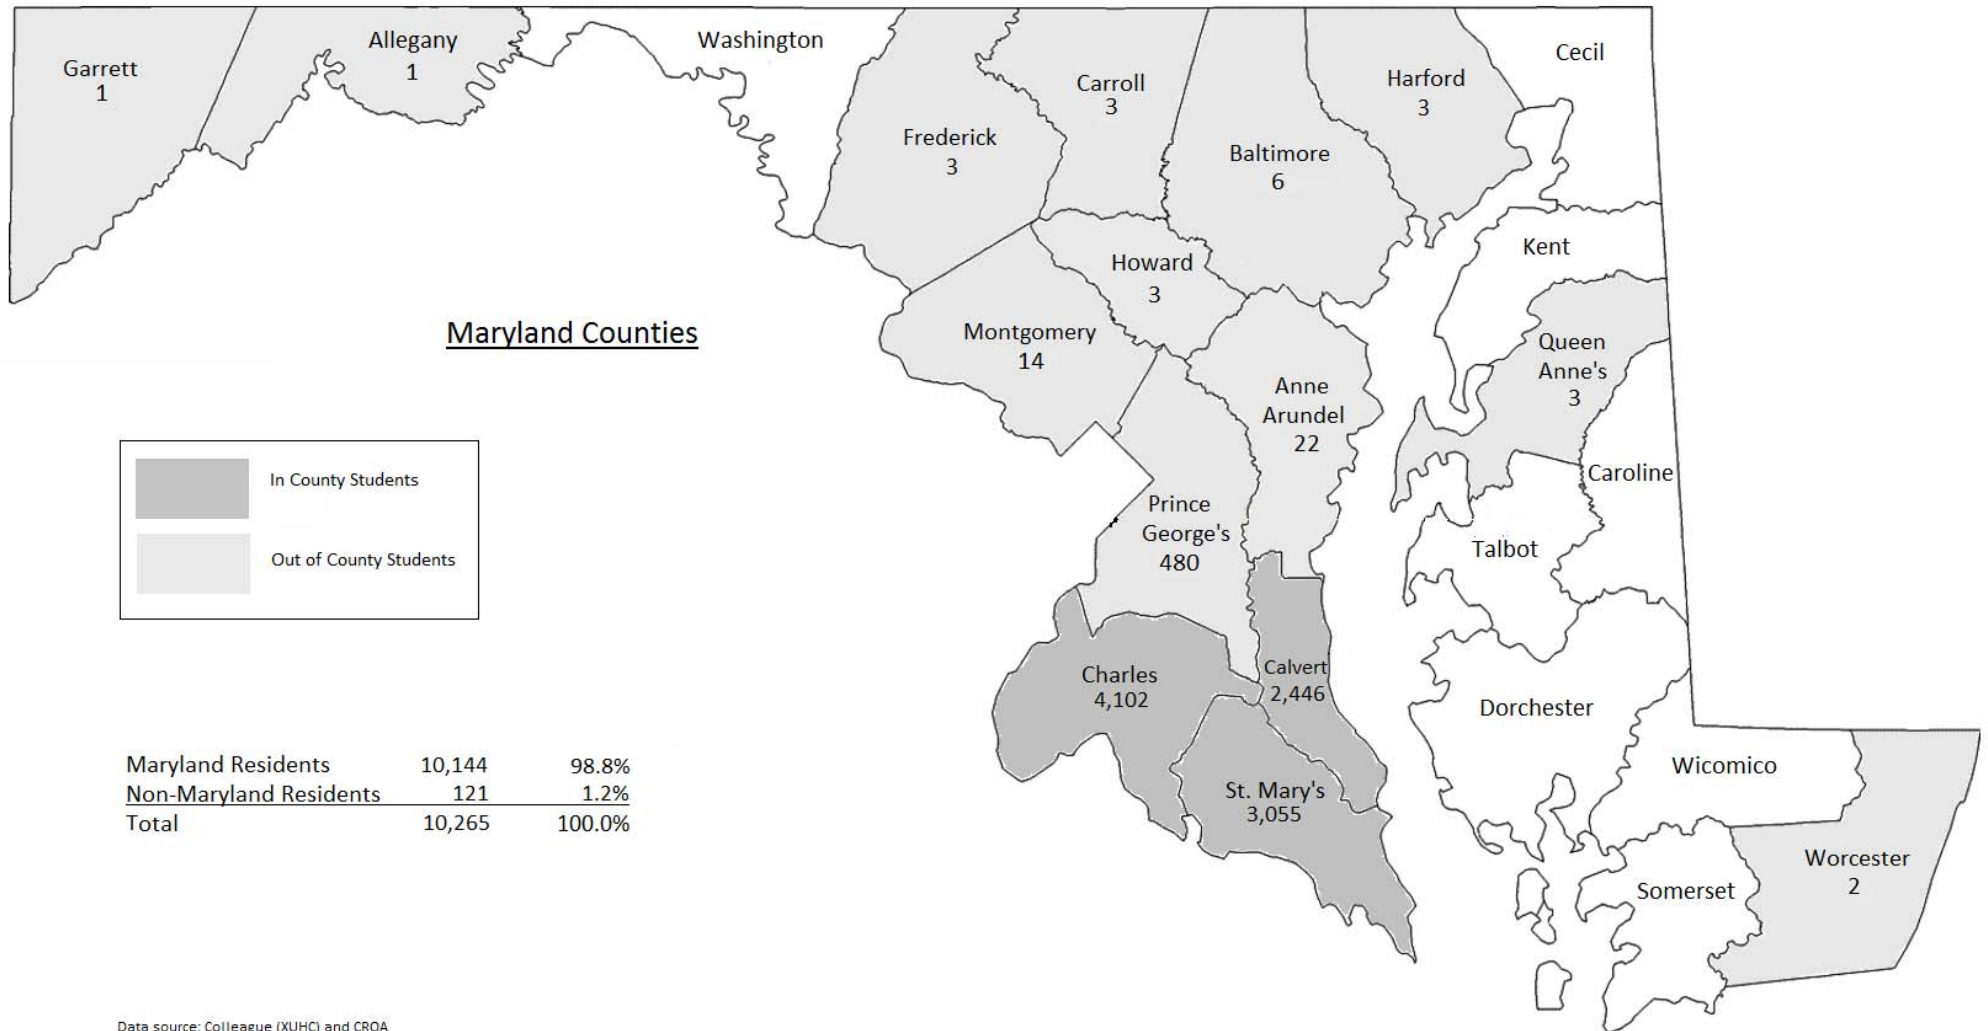 Garrett
1
Allegany
1
Washington
Frederick
3
Carroll
3
Baltimore
6
Harford
3
Cecil
Kent
Howard
3
Montgomery
14
Maryland Counties
Queen
Anne's
3
Anne
Arundel
22
Caroline
In County Students
Out of County Students
Prince
George's
480
Talbot
Charles
4,102
Calvert
2,446
Dorchester
St. Mary's
3,055
Wicomico
Worcester
2
Somerset
Maryland Residents 10,144 98.8%
Non-Maryland Residents 121 1.2%
Total 10,265 100.0%
Data source: Colleague (XUHC) and CROA